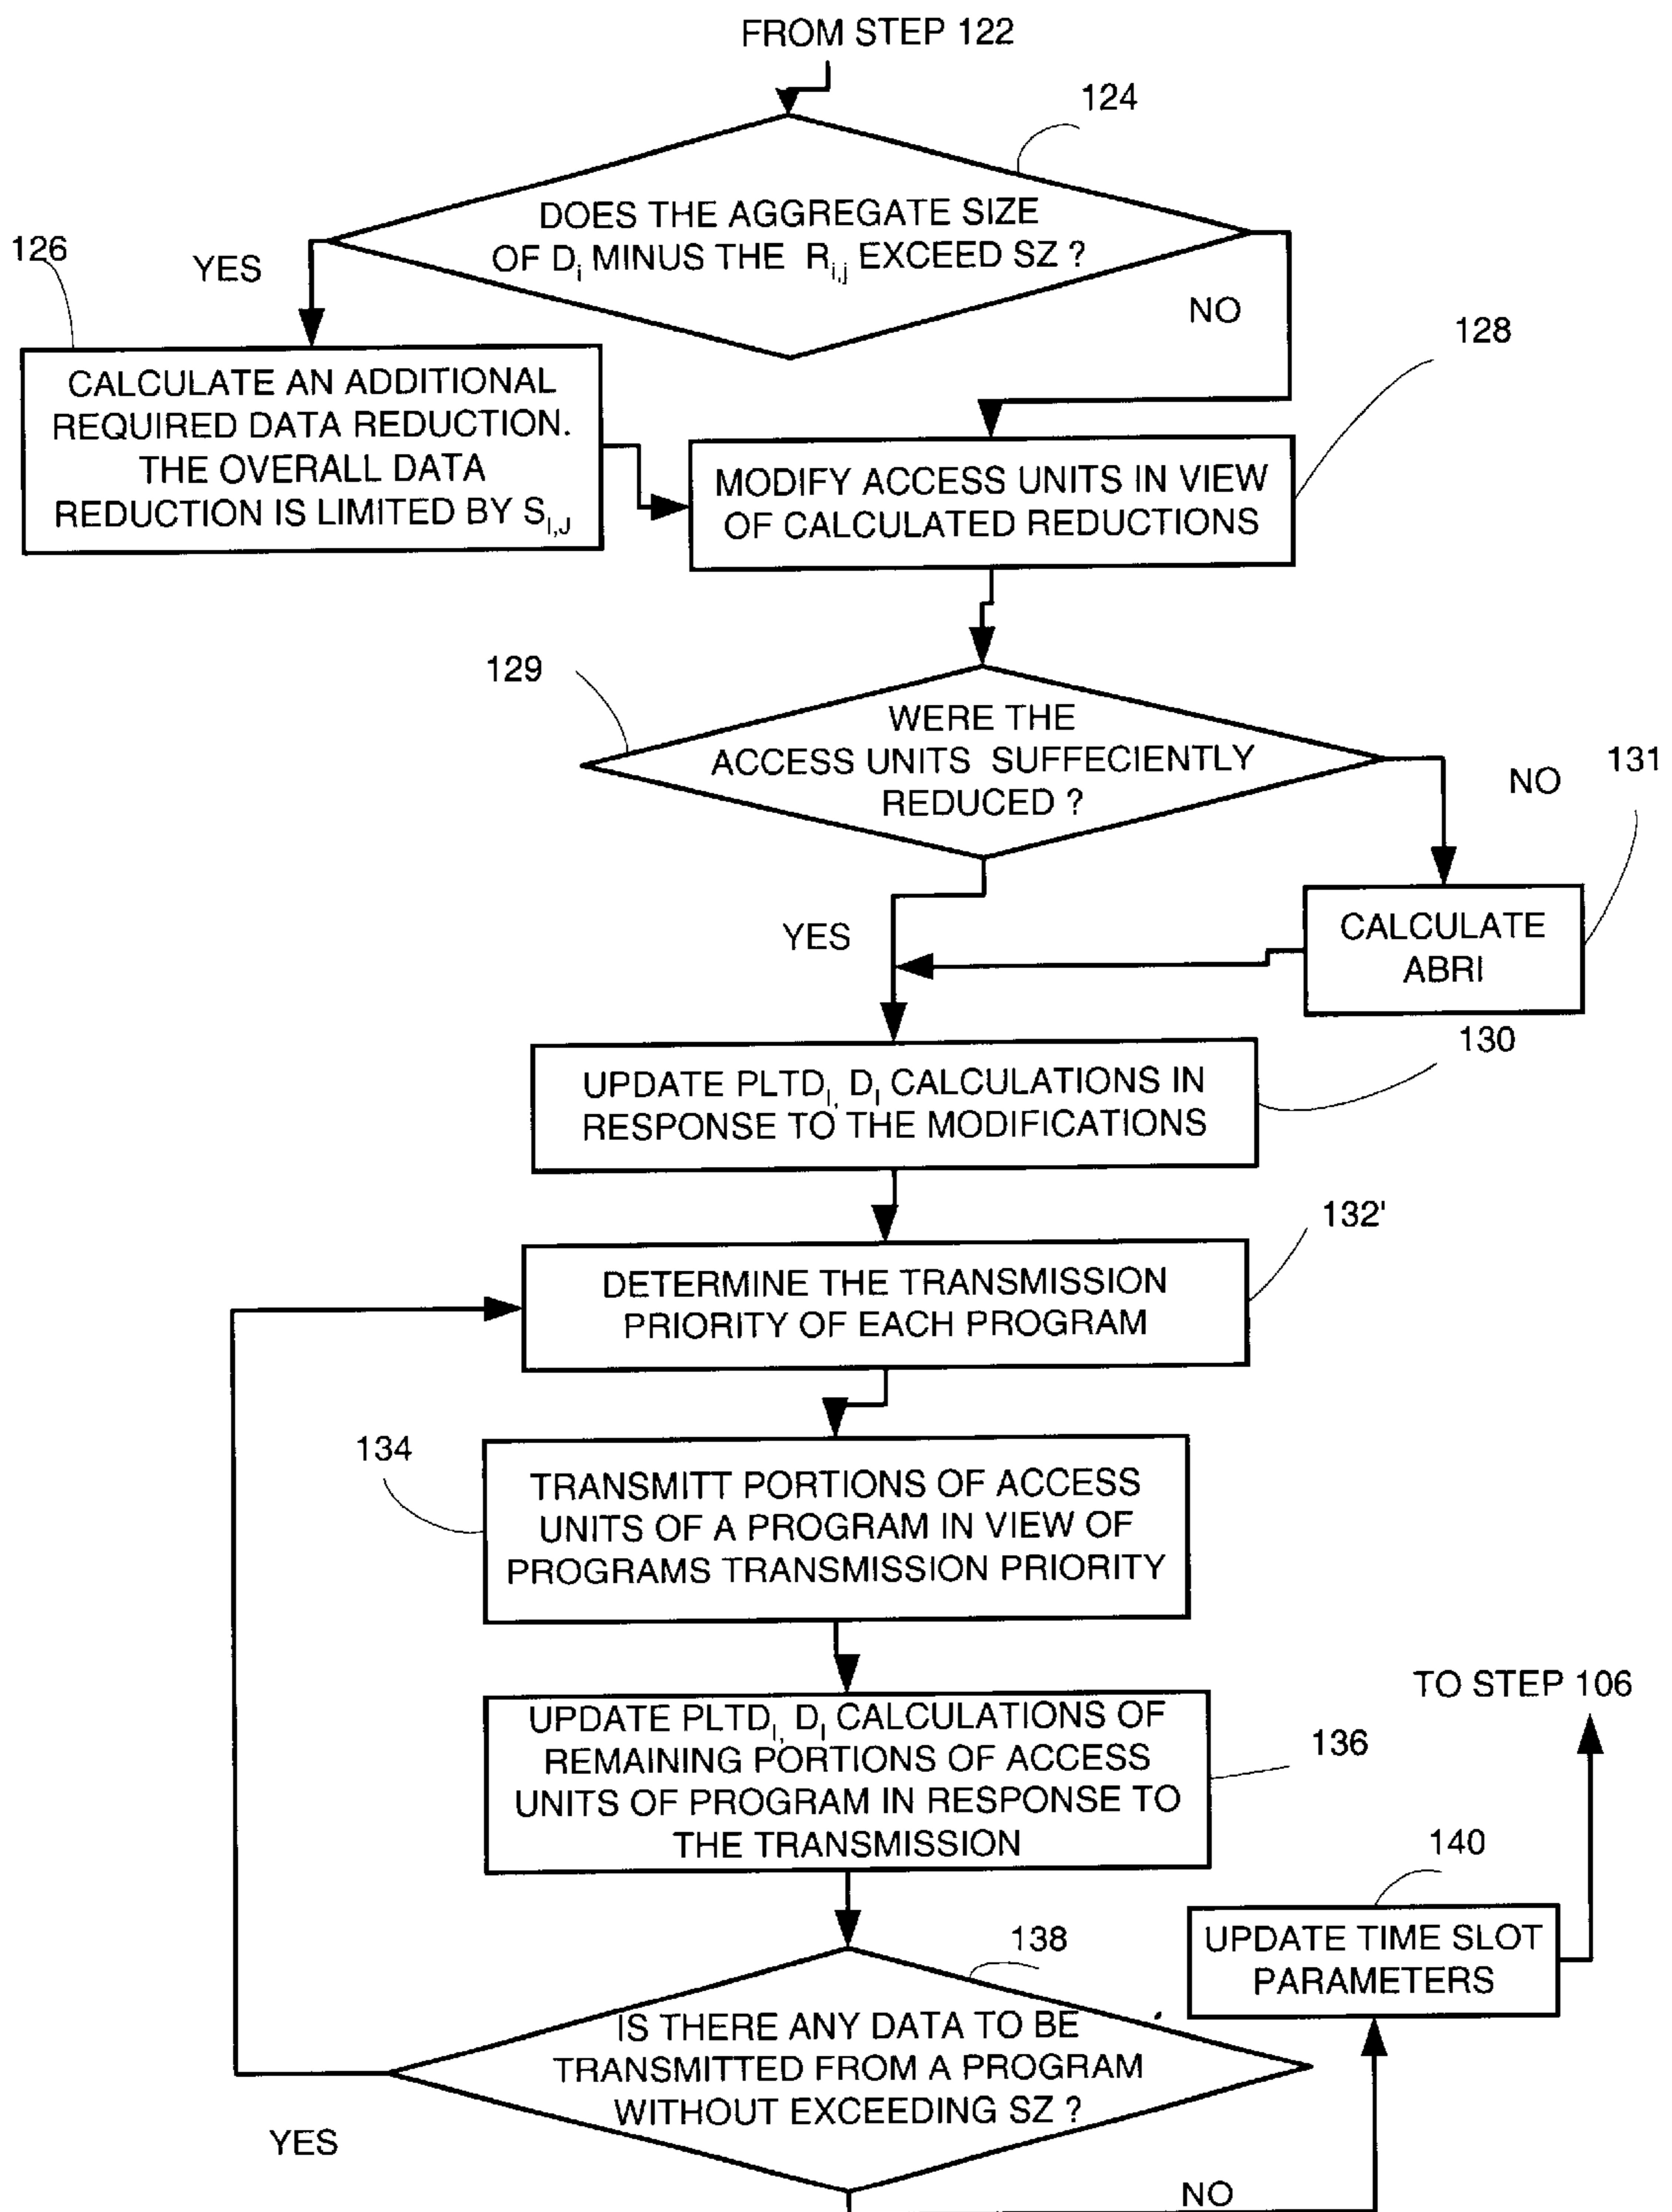 FROM STEP 122
124
DOES THE AGGREGATE SIZE
OF Di MINUS THE Ri,j EXCEED SZ ?
126
YES
NO
128
CALCULATE AN ADDITIONAL
REQUIRED DATA REDUCTION.
THE OVERALL DATA
REDUCTION IS LIMITED BY SI,J
MODIFY ACCESS UNITS IN VIEW
OF CALCULATED REDUCTIONS
129
WERE THE
ACCESS UNITS SUFFECIENTLY
REDUCED ?
NO
131
YES
CALCULATE
ABRI
130
UPDATE PLTDI, DI CALCULATIONS IN
RESPONSE TO THE MODIFICATIONS
132'
DETERMINE THE TRANSMISSION
PRIORITY OF EACH PROGRAM
134
TRANSMITT PORTIONS OF ACCESS
UNITS OF A PROGRAM IN VIEW OF
PROGRAMS TRANSMISSION PRIORITY
TO STEP 106
UPDATE PLTDI, DI CALCULATIONS OF
REMAINING PORTIONS OF ACCESS
UNITS OF PROGRAM IN RESPONSE TO
THE TRANSMISSION
136
140
UPDATE TIME SLOT
PARAMETERS
138
IS THERE ANY DATA TO BE
TRANSMITTED FROM A PROGRAM
WITHOUT EXCEEDING SZ ?
YES
NO